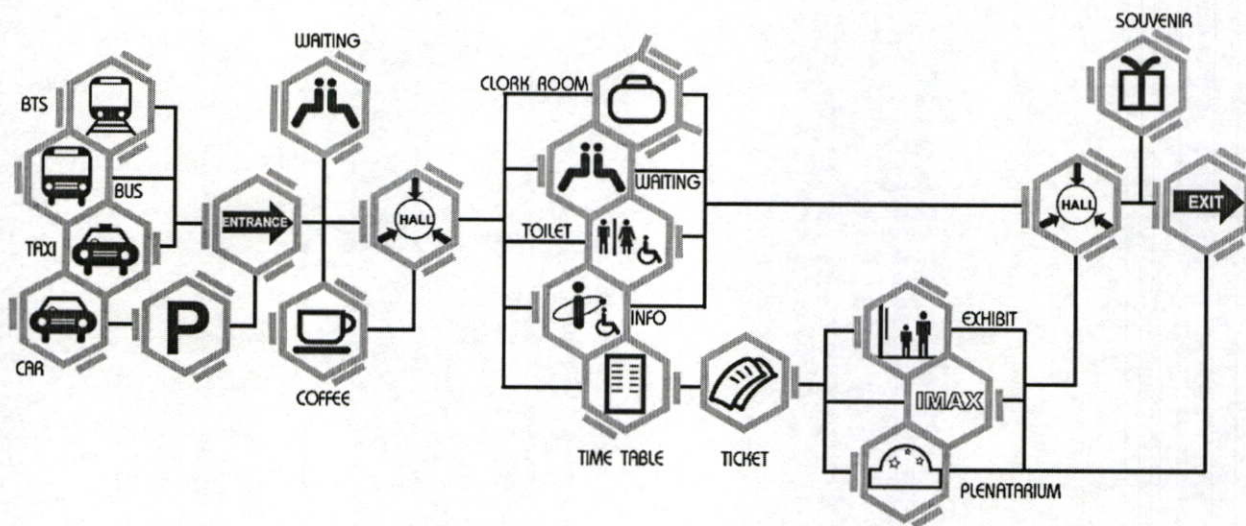 SOUVENIR
WAITING
CLORK ROOM
BTS
BUS
WAITING
ENTRANCE
HALL
HALL
EXIT
TAXI
TOILET
P
INFO
EXHIBIT
CAR
COFFEE
IMAX
TIME TABLE
TICKET
PLENATARIUM